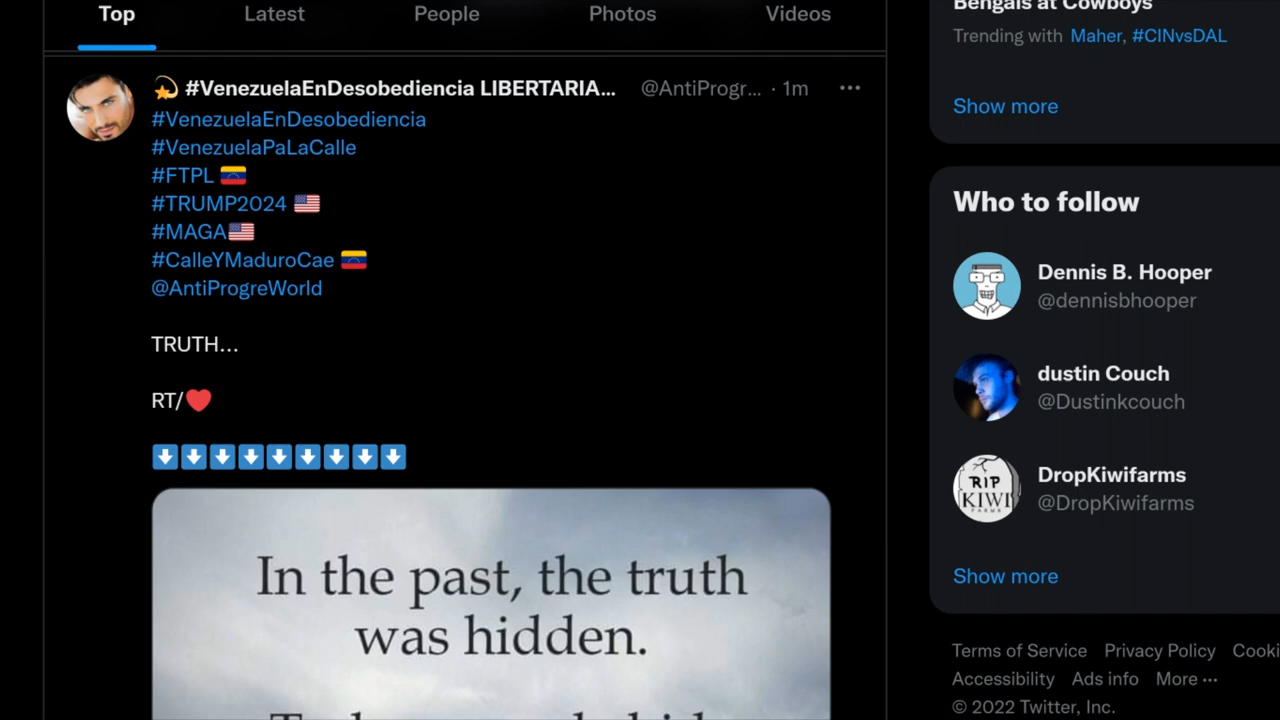 Top Latest People Photos Videos
#VenezuelaEnDesobediencia LIBERTARIA... @AntiProgr... · 1m
#VenezuelaEnDesobediencia
#VenezuelaPaLaCalle
#FTPL
#TRUMP2024
#MAGA
#CalleYMaduroCae
@AntiProgreWorld
TRUTH...
RT/❤
In the past, the truth
was hidden.
Bengals at Cowboys
Trending with Maher, #CINvsDAL
Show more
Who to follow
Dennis B. Hooper
@dennisbhooper
dustin Couch
@Dustinkcouch
RIP
KIWI
FARMS
DropKiwifarms
@DropKiwifarms
Show more
Terms of Service Privacy Policy
Accessibility Ads info More ···
© 2022 Twitter, Inc.